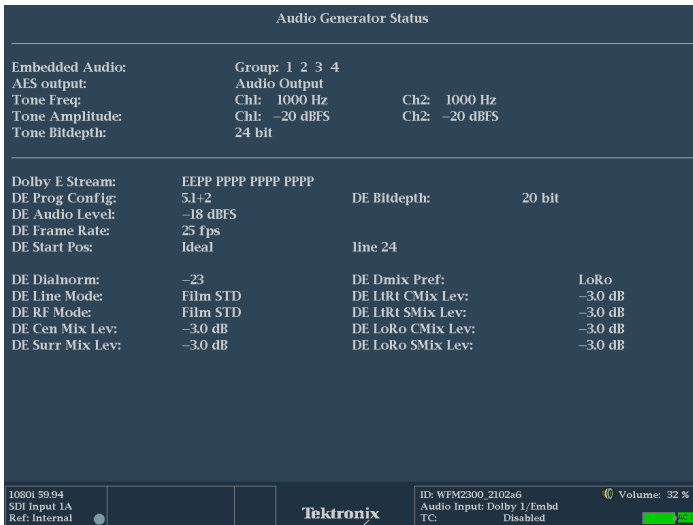 Audio Generator Status
Embedded Audio: Group: 1 2 3 4
AES output: Audio Output
Tone Freq: Ch1: 1000 Hz Ch2: 1000 Hz
Tone Amplitude: Ch1: −20 dBFS Ch2: −20 dBFS
Tone Bitdepth: 24 bit
Dolby E Stream: EEPP PPPP PPPP PPPP
DE Prog Config: 5.1+2 DE Bitdepth: 20 bit
DE Audio Level: −18 dBFS
DE Frame Rate: 25 fps
DE Start Pos: Ideal line 24
DE Dialnorm: −23 DE Dmix Pref: LoRo
DE Line Mode: Film STD DE LtRt CMix Lev: −3.0 dB
DE RF Mode: Film STD DE LtRt SMix Lev: −3.0 dB
DE Cen Mix Lev: −3.0 dB DE LoRo CMix Lev: −3.0 dB
DE Surr Mix Lev: −3.0 dB DE LoRo SMix Lev: −3.0 dB
1080i 59.94
SDI Input 1A
Ref: Internal
Tektronix
ID: WFM2300_2102a6 Volume: 32 %
Audio Input: Dolby 1/Embd
TC: Disabled